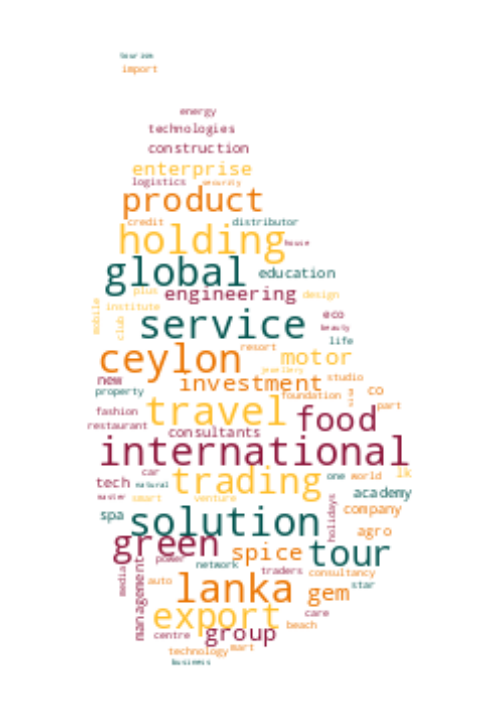 tourism
import
energy
technologies
construction
enterprise
logistics security
product
credit distributor
holding house
global education
plus engineering design
mobile institute
club service eco
beauty
life
ceylon resort motor
jewellery
new investment studio
property foundation co
fashion travel food part
restaurant consultants
international
car trading one world lk
tech natural academy
master smart venture holidays company
spa solution agro
green spice tour
power network traders consultancy
media management auto lanka gem star
export care
beach
centre group
technology mart
business